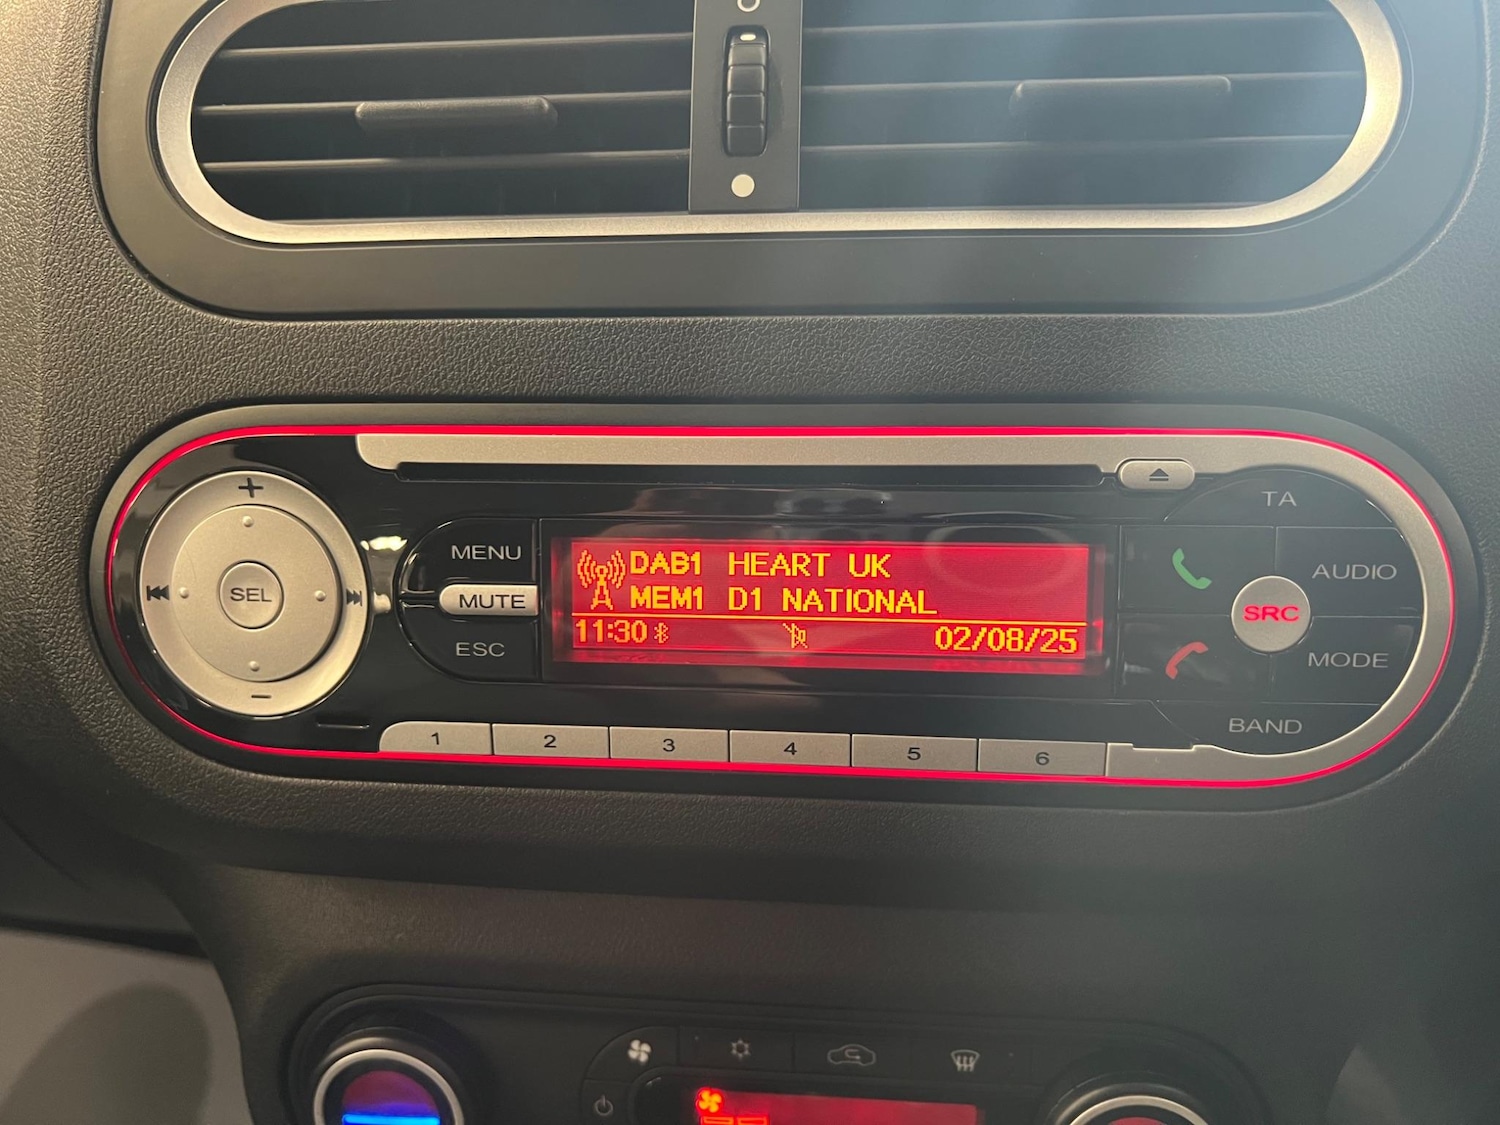 MENU
SEL
MUTE
ESC
DAB1 HEART UK
MEM1 D1 NATIONAL
11:30 02/08/25
TA
AUDIO
SRC
MODE
BAND
1 2 3 4 5 6